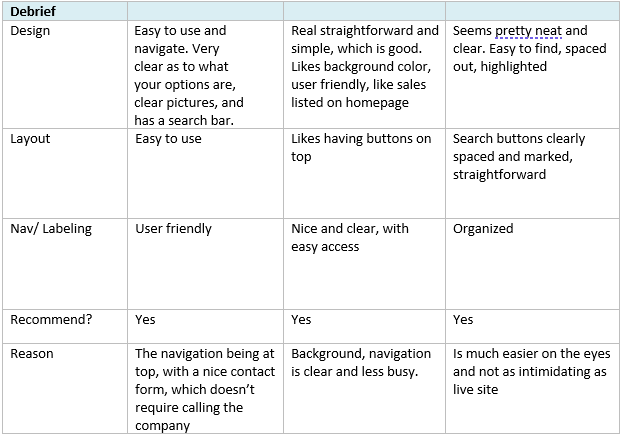 Debrief
Design
Easy to use and
navigate. Very
clear as to what
your options are,
clear pictures, and
has a search bar.
Real straightforward and
simple, which is good.
Likes background color,
user friendly, like sales
listed on homepage
Seems pretty neat and
clear. Easy to find, spaced
out, highlighted
Layout
Easy to use
Likes having buttons on
top
Search buttons clearly
spaced and marked,
straightforward
Nav/ Labeling
User friendly
Nice and clear, with
easy access
Organized
Recommend?
Yes
Yes
Yes
Reason
The navigation being at
top, with a nice contact
form, which doesn’t
require calling the
company
Background, navigation
is clear and less busy.
Is much easier on the eyes
and not as intimidating as
live site